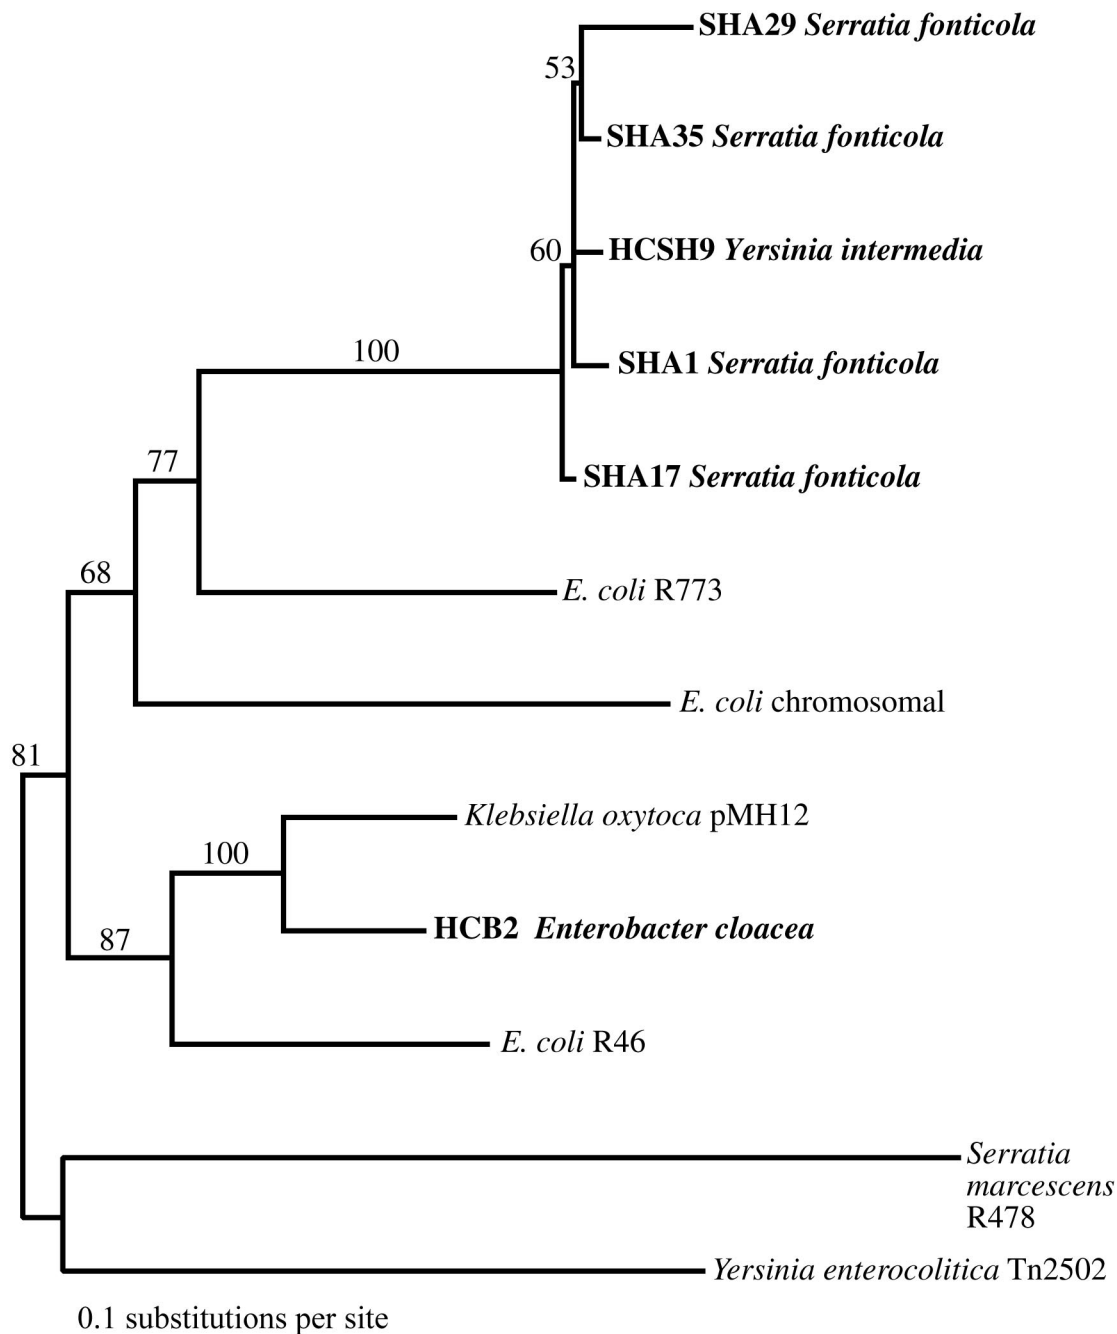 SHA29 Serratia fonticola
53
SHA35 Serratia fonticola
60
HCSH9 Yersinia intermedia
100
SHA1 Serratia fonticola
77
SHA17 Serratia fonticola
68
E. coli R773
E. coli chromosomal
81
Klebsiella oxytoca pMH12
100
HCB2 Enterobacter cloacea
87
E. coli R46
Serratia
marcescens
R478
Yersinia enterocolitica Tn2502
0.1 substitutions per site